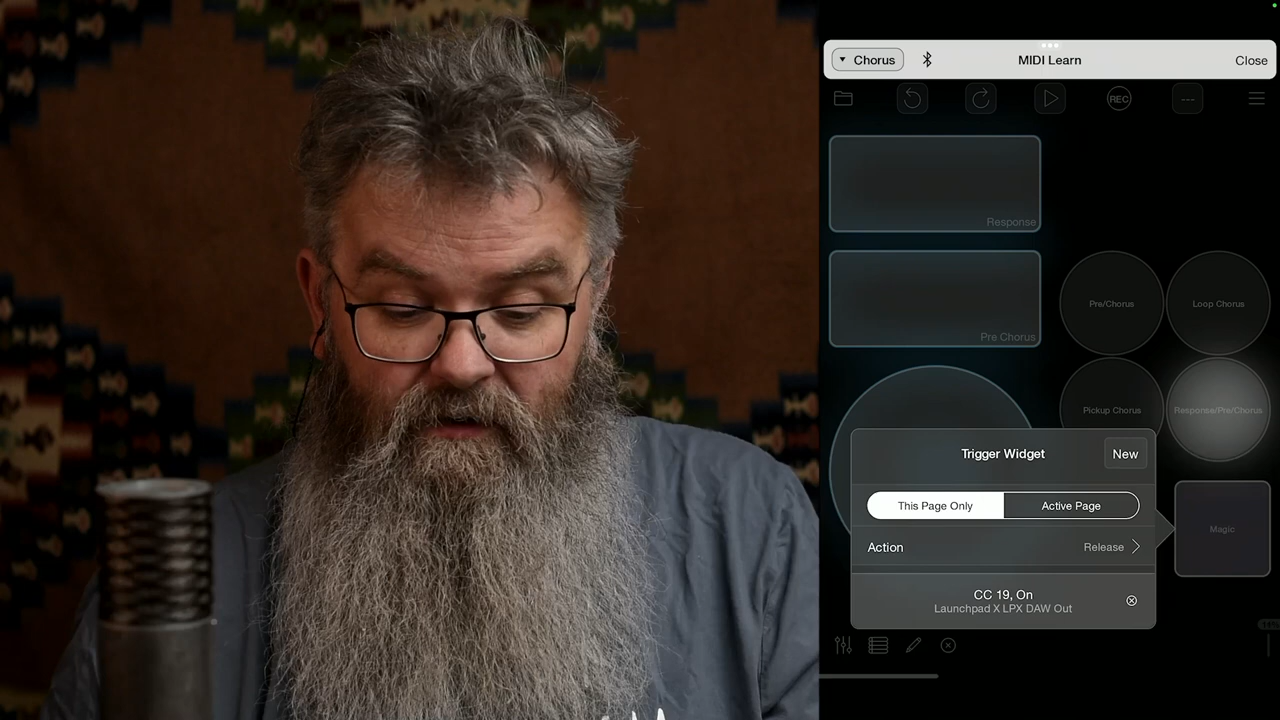 Chorus
MIDI Learn
Close
REC
---
Response
Pre Chorus
Pre/Chorus
Loop Chorus
Pickup Chorus
Response/Pre/Chorus
Trigger Widget
New
This Page Only
Active Page
Action
Release
Magic
CC 19, On
Launchpad X LPX DAW Out